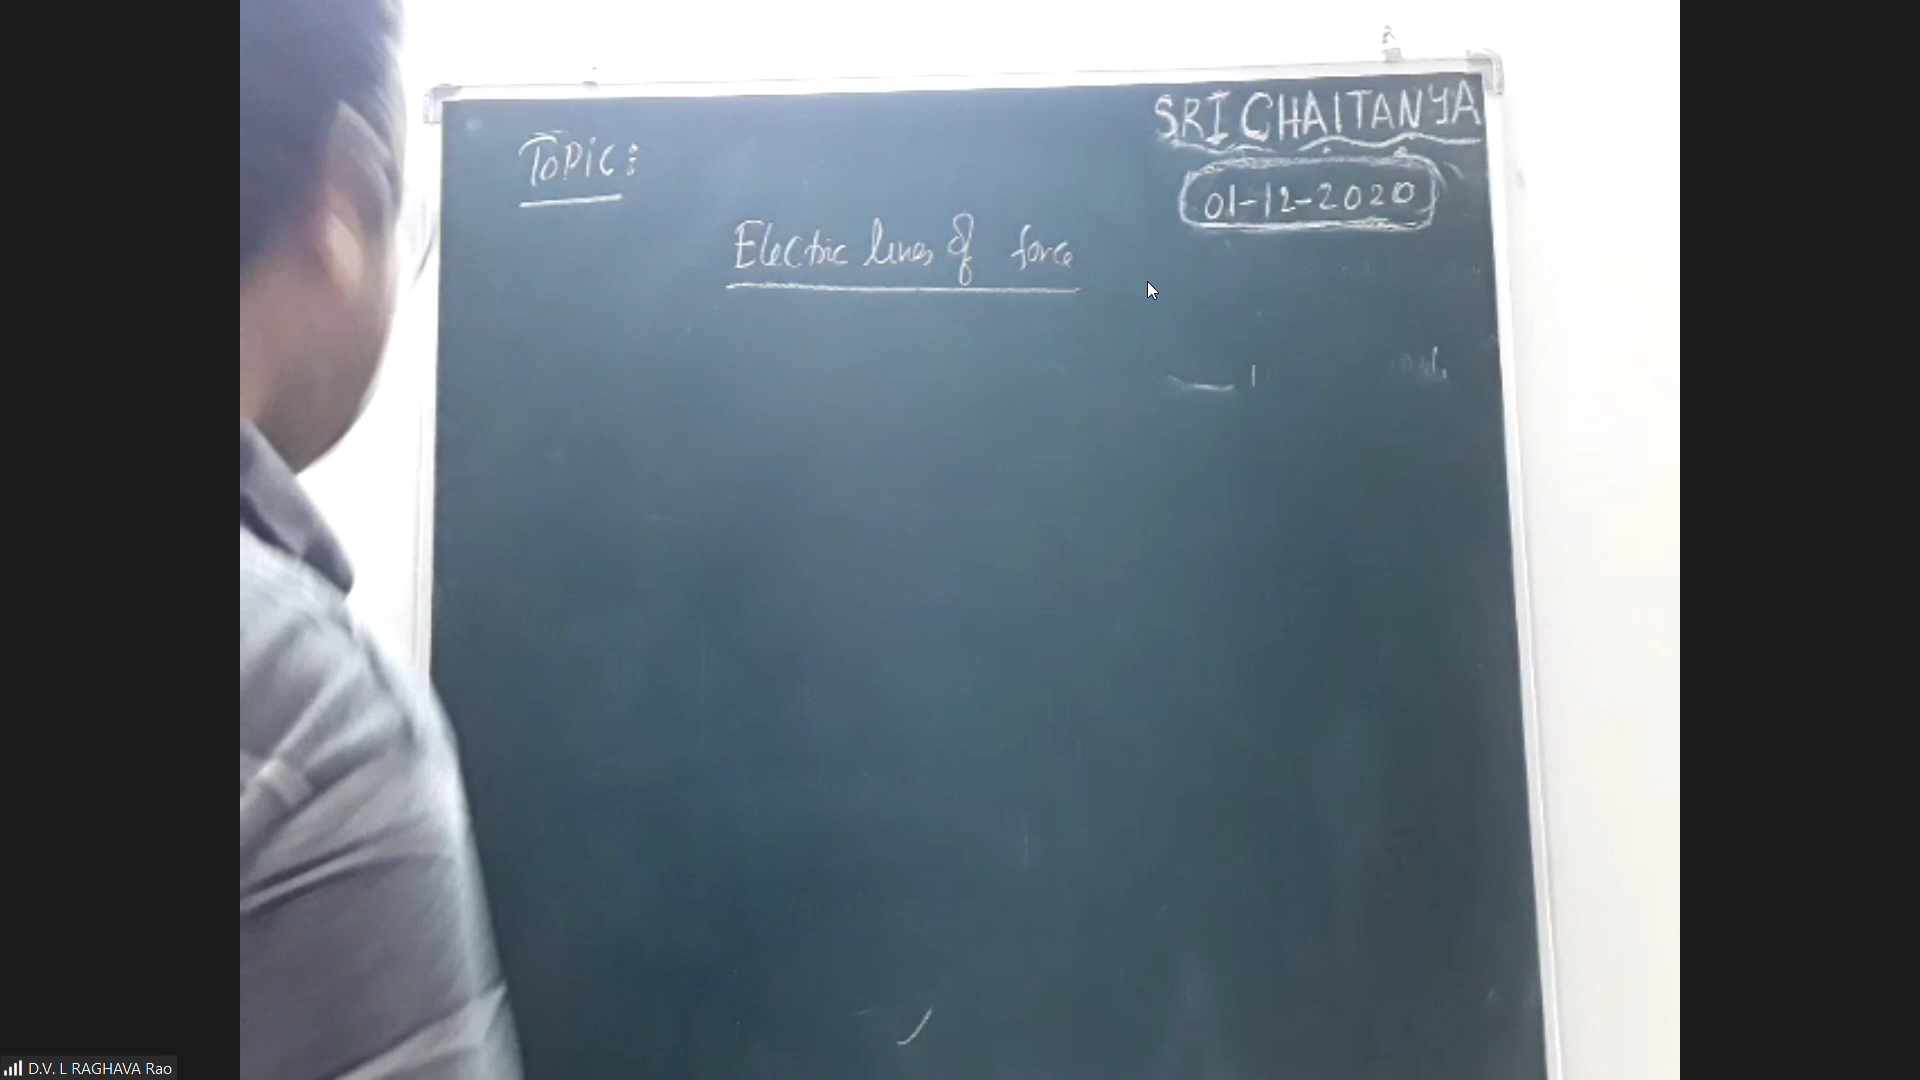 SRI CHAITANYA
TOPIC:
01-12-2020
Electric lines of force
D.V. L RAGHAVA Rao